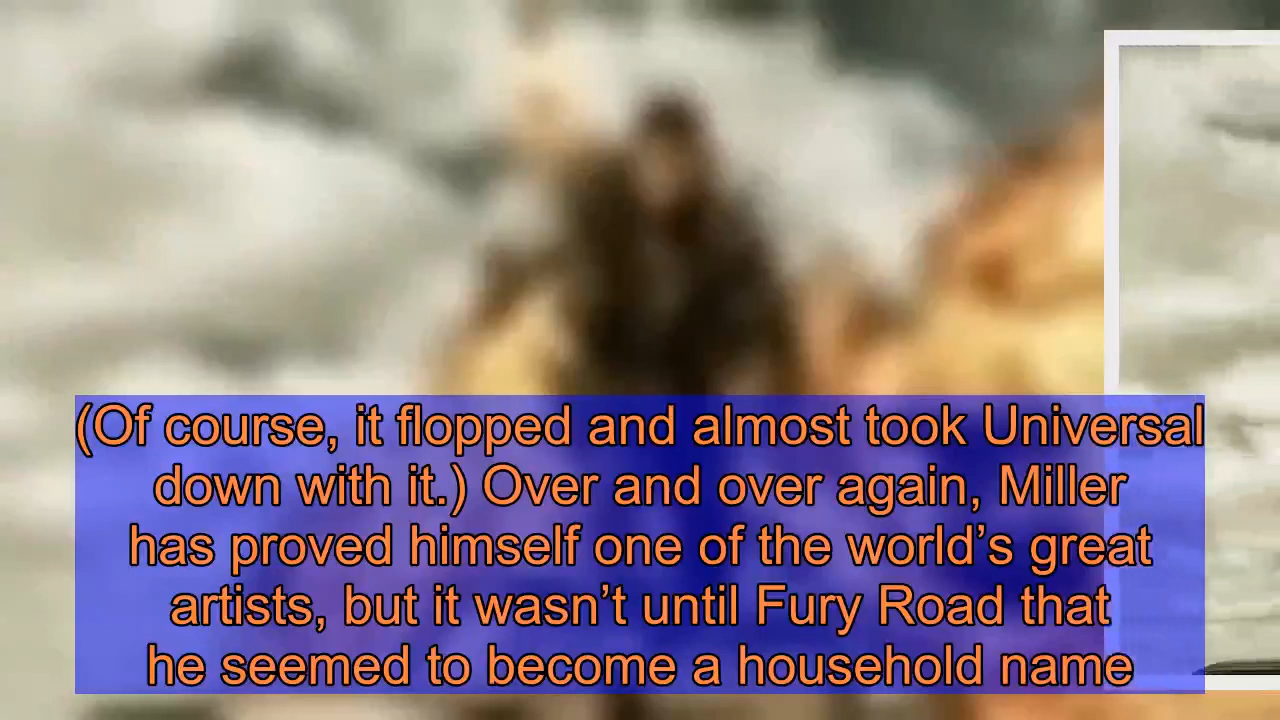 (Of course, it flopped and almost took Universal
down with it.) Over and over again, Miller
has proved himself one of the world’s great
artists, but it wasn’t until Fury Road that
he seemed to become a household name